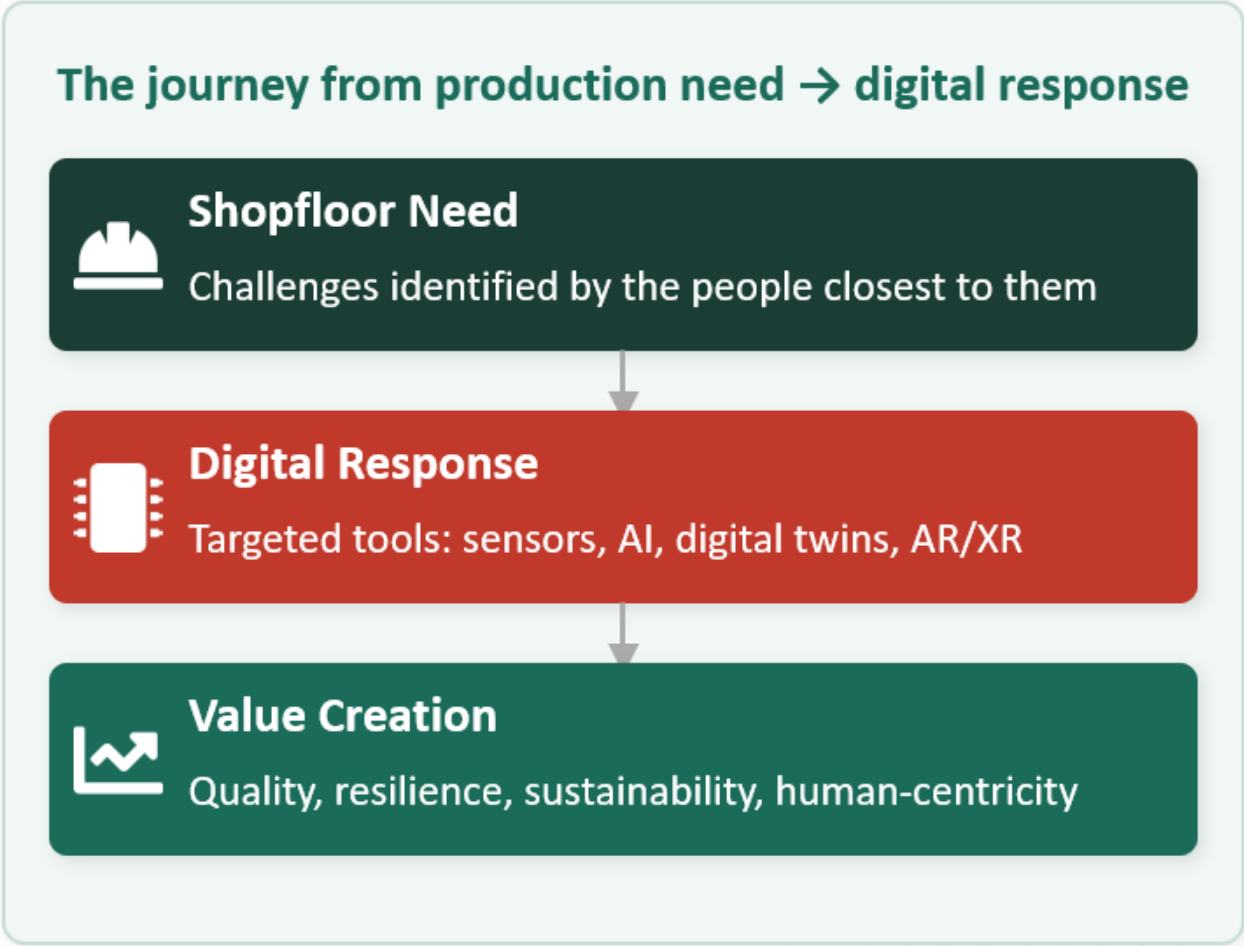 The journey from production need → digital response
Shopfloor Need
Challenges identified by the people closest to them
Digital Response
Targeted tools: sensors, AI, digital twins, AR/XR
Value Creation
Quality, resilience, sustainability, human-centricity